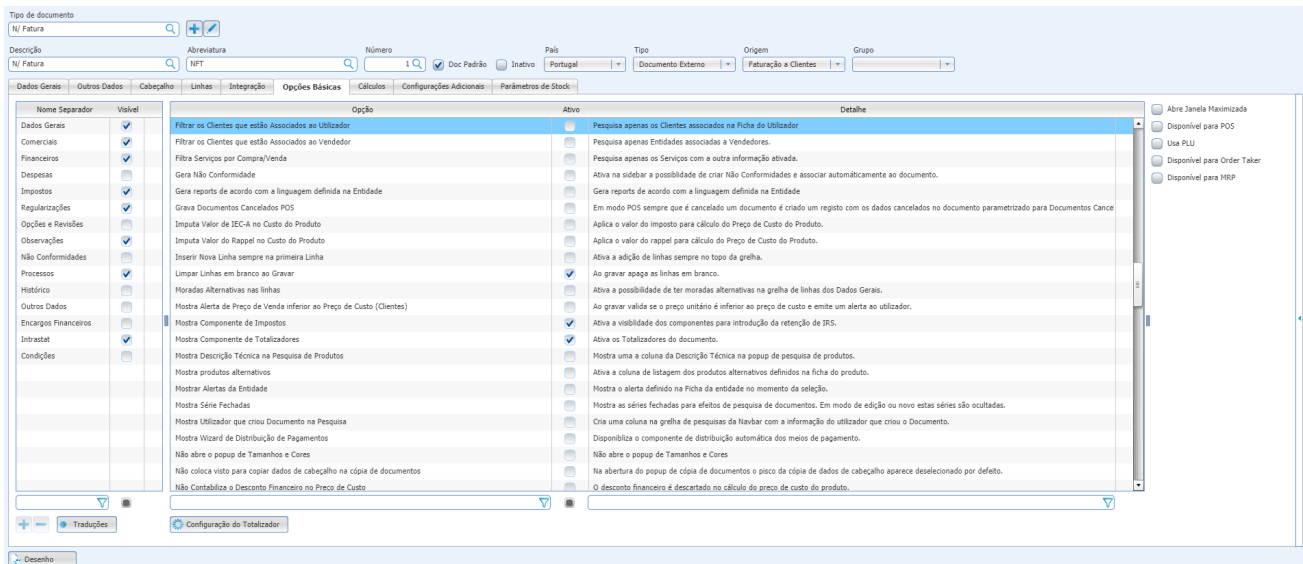 Tipo de documento
N/ Fatura
Descrição Abreviatura Número País Tipo Origem Grupo
N/ Fatura NFT 1 Doc Padrão Inativo Portugal Documento Externo Faturação a Clientes
Dados Gerais Outros Dados Cabeçalho Linhas Integração Opções Básicas Cálculos Configurações Adicionais Parâmetros de Stock
Nome Separador Visível Opção Ativo Detalhe Abre Janela Maximizada
Dados Gerais Filtrar os Clientes que estão Associados ao Utilizador Pesquisa apenas os Clientes associados na Ficha do Utilizador Disponível para POS
Comerciais Filtrar os Clientes que estão Associados ao Vendedor Pesquisa apenas Entidades associadas a Vendedores. Usa PLU
Financeiros Filtra Serviços por Compra/Venda Pesquisa apenas os Serviços com a outra informação ativada. Disponível para Order Taker
Despesas Gera Não Conformidade Ativa na sidebar a possiblidade de criar Não Conformidades e associar automáticamente ao documento. Disponível para MRP
Impostos Gera reports de acordo com a linguagem definida na Entidade Gera reports de acordo com a linguagem definida na Entidade
Regularizações Grava Documentos Cancelados POS Em modo POS sempre que é cancelado um documento é criado um registo com os dados cancelados no documento parametrizado para Documentos Cancel
Opções e Revisões Imputa Valor de IEC-A no Custo do Produto Aplica o valor do imposto para cálculo do Preço de Custo do Produto.
Observações Imputa Valor do Rappel no Custo do Produto Aplica o valor do rappel para cálculo do Preço de Custo do Produto.
Não Conformidades Inserir Nova Linha sempre na primeira Linha Ativa a adição de linhas sempre no topo da grelha.
Processos Limpar Linhas em branco ao Gravar Ao gravar apaga as linhas em branco.
Histórico Moradas Alternativas nas linhas Ativa a possibilidade de ter moradas alternativas na grelha de linhas dos Dados Gerais.
Outros Dados Mostra Alerta de Preço de Venda inferior ao Preço de Custo (Clientes) Ao gravar valida se o preço unitário é inferior ao preço de custo e emite um alerta ao utilizador.
Encargos Financeiros Mostra Componente de Impostos Ativa a visiblidade dos componentes para introdução da retenção de IRS.
Intrastat Mostra Componente de Totalizadores Ativa os Totalizadores do documento.
Condições Mostra Descrição Técnica na Pesquisa de Produtos Mostra uma a coluna da Descrição Técnica na popup de pesquisa de produtos.
Mostra produtos alternativos Ativa a coluna de listagem dos produtos alternativos definidos na ficha do produto.
Mostrar Alertas da Entidade Mostra o alerta definido na Ficha da entidade no momento da seleção.
Mostra Série Fechadas Mostra as séries fechadas para efeitos de pesquisa de documentos. Em modo de edição ou novo estas séries são ocultadas.
Mostra Utilizador que criou Documento na Pesquisa Cria uma coluna na grelha de pesquisas da Navbar com a informação do utilizador que criou o Documento.
Mostra Wizard de Distribuição de Pagamentos Disponibliza o componente de distribuição automática dos meios de pagamento.
Não abre o popup de Tamanhos e Cores Não abre o popup de Tamanhos e Cores
Não coloca visto para copiar dados de cabeçalho na cópia de documentos Na abertura do popup de cópia de documentos o pisco da cópia de dados de cabeçalho aparece deselecionado por defeito.
Não Contabiliza o Desconto Financeiro no Preço de Custo O desconto financeiro é descartado no cálculo do preço de custo do produto.
Traduções Configuração do Totalizador
Desenho